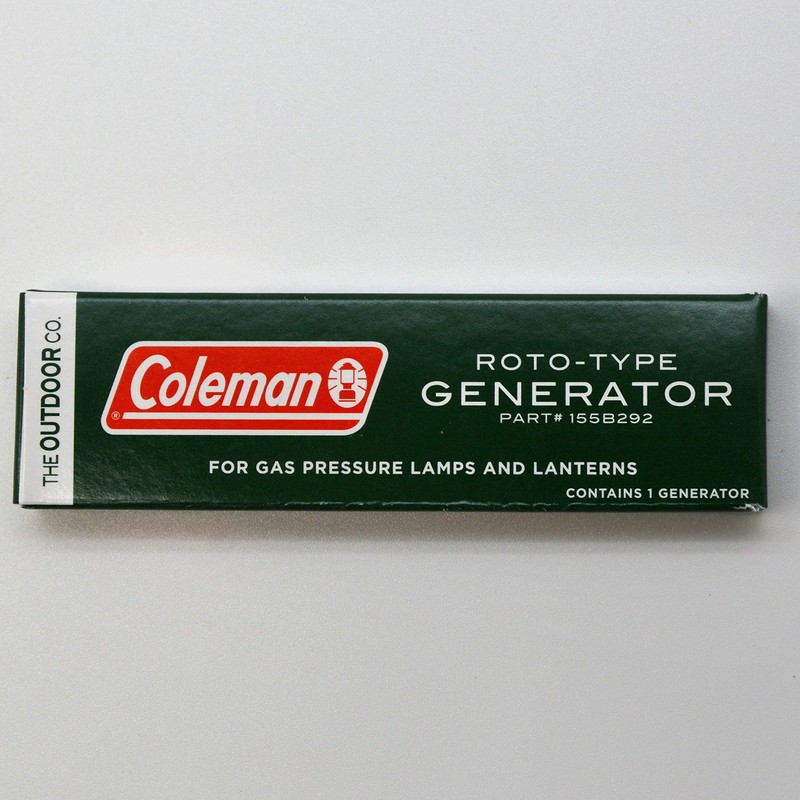 THE OUTDOOR CO.
Coleman
®
ROTO-TYPE
GENERATOR
PART# 155B292
FOR GAS PRESSURE LAMPS AND LANTERNS
CONTAINS 1 GENERATOR